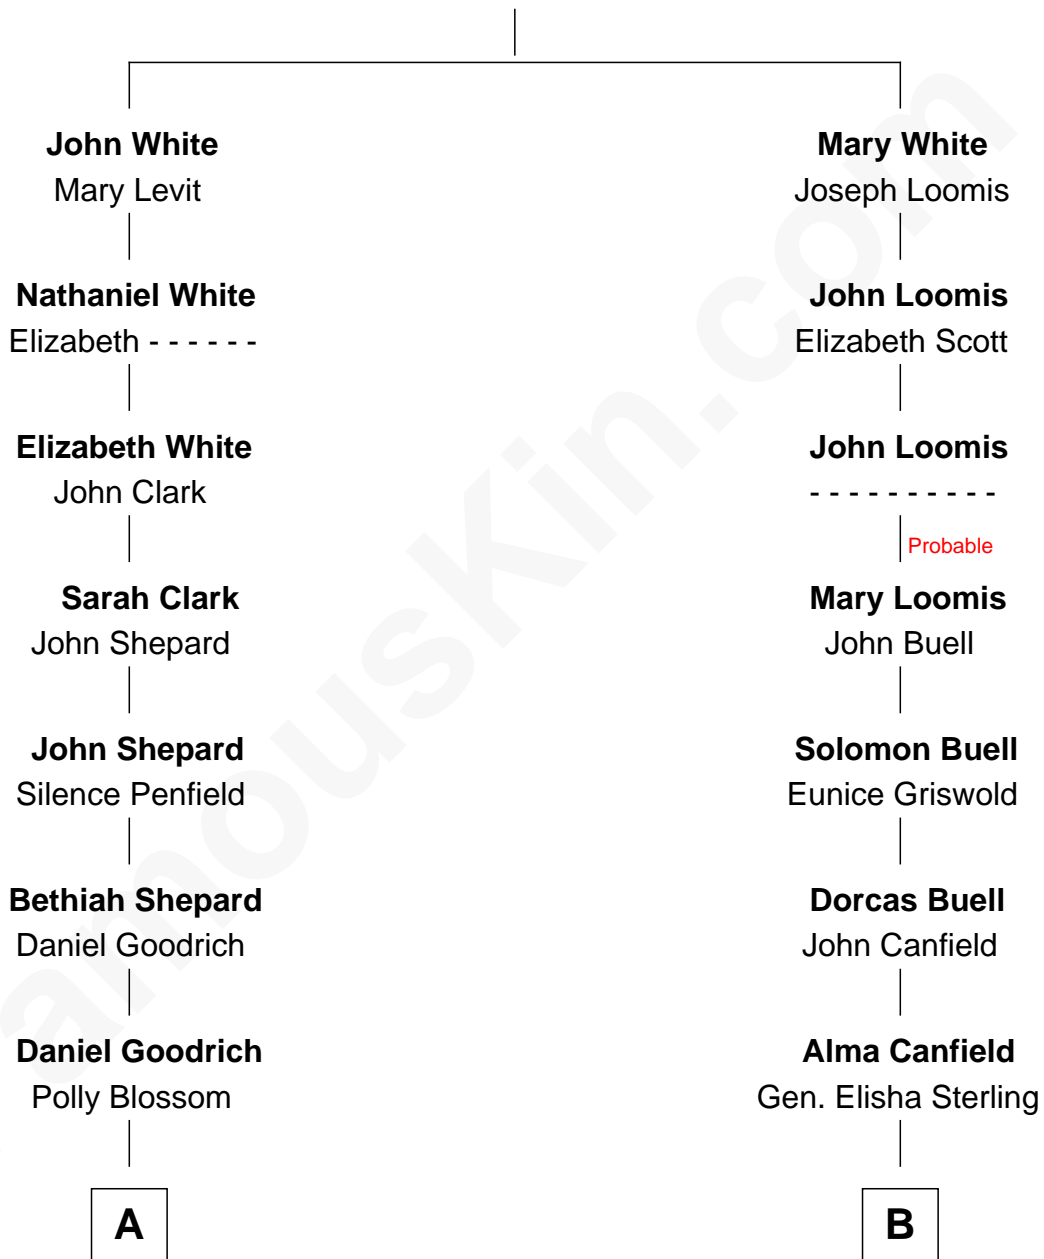 John White
Mary Levit
Mary White
Joseph Loomis
Nathaniel White
Elizabeth - - - - - -
John Loomis
Elizabeth Scott
Elizabeth White
John Clark
John Loomis
- - - - - - - - - -
Probable
Sarah Clark
John Shepard
Mary Loomis
John Buell
John Shepard
Silence Penfield
Solomon Buell
Eunice Griswold
Bethiah Shepard
Daniel Goodrich
Dorcas Buell
John Canfield
Daniel Goodrich
Polly Blossom
Alma Canfield
Gen. Elisha Sterling
A
B
amousKin.com